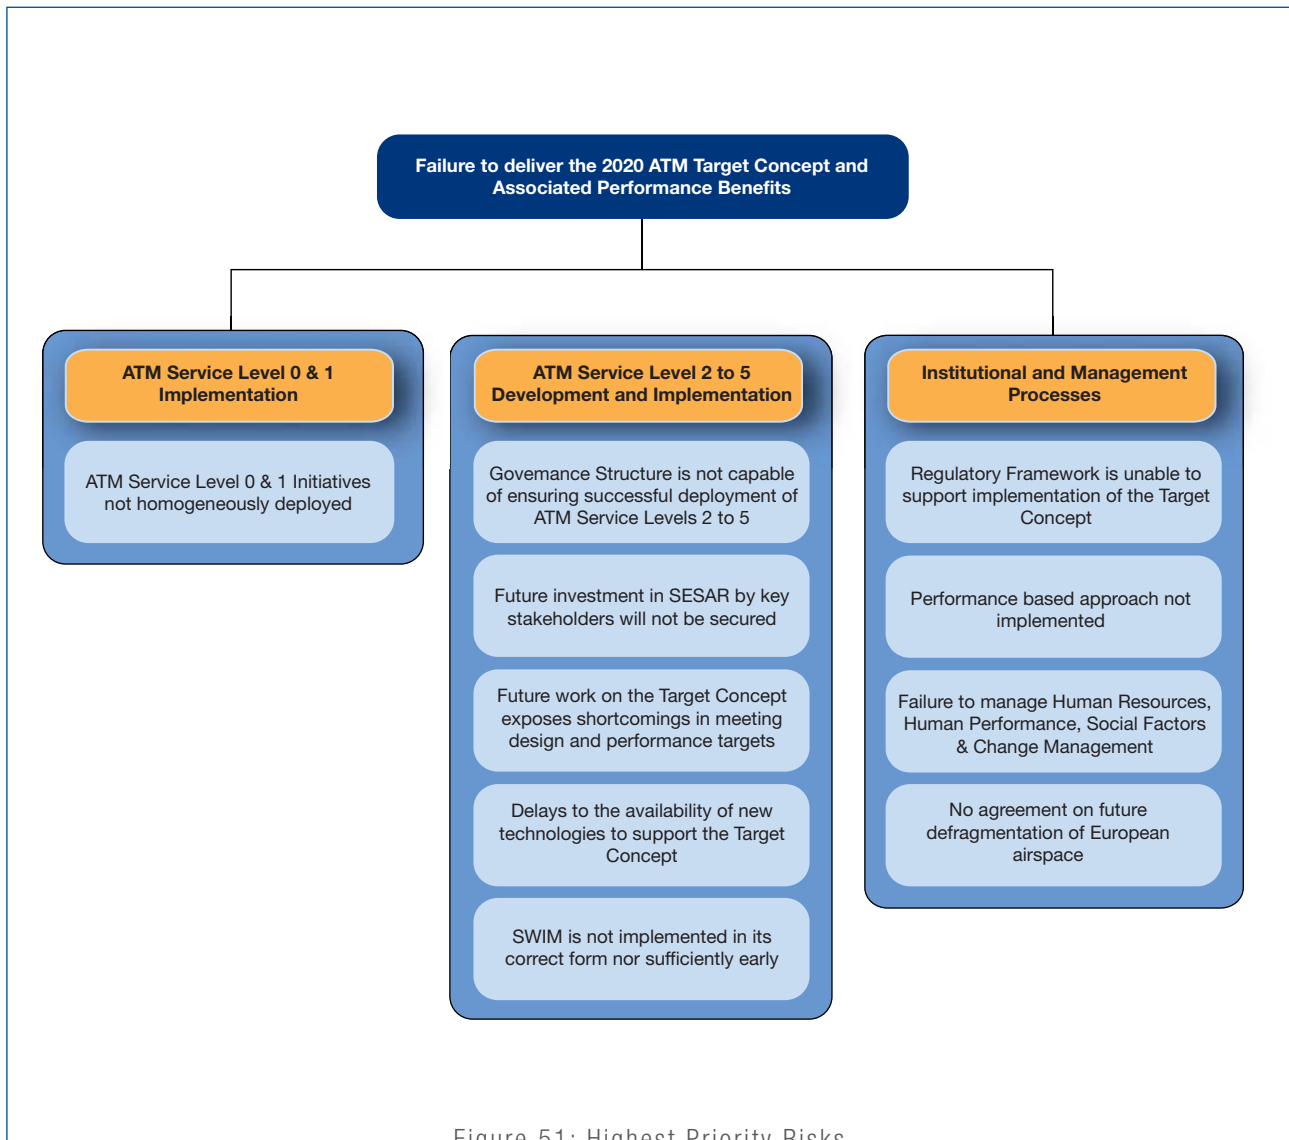 Failure to deliver the 2020 ATM Target Concept and
Associated Performance Benefits
ATM Service Level 0 & 1
Implementation
ATM Service Level 0 & 1 Initiatives
not homogeneously deployed
ATM Service Level 2 to 5
Development and Implementation
Governance Structure is not capable
of ensuring successful deployment of
ATM Service Levels 2 to 5
Future investment in SESAR by key
stakeholders will not be secured
Future work on the Target Concept
exposes shortcomings in meeting
design and performance targets
Delays to the availability of new
technologies to support the Target
Concept
SWIM is not implemented in its
correct form nor sufficiently early
Institutional and Management
Processes
Regulatory Framework is unable to
support implementation of the Target
Concept
Performance based approach not
implemented
Failure to manage Human Resources,
Human Performance, Social Factors
& Change Management
No agreement on future
defragmentation of European
airspace
Figure 51: Highest Priority Risks